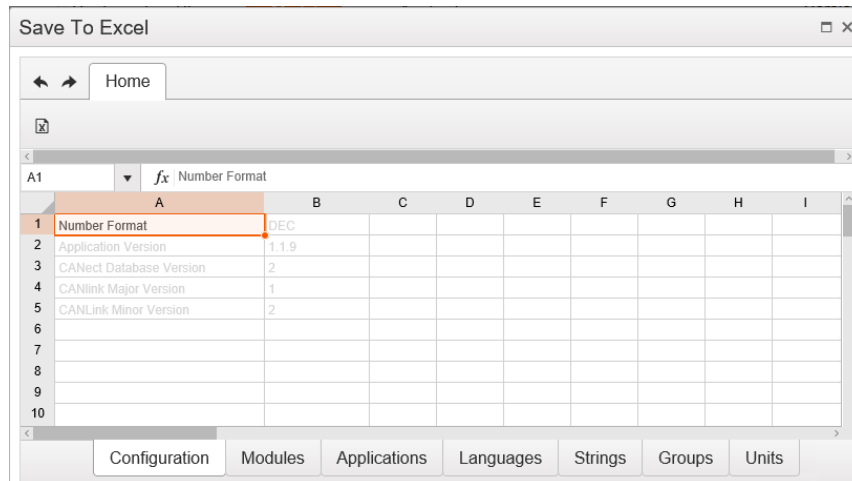 Save To Excel
Home
A1 fx Number Format
A B C D E F G H I
1 Number Format DEC
2 Application Version 1.1.9
3 CANect Database Version 2
4 CANlink Major Version 1
5 CANLink Minor Version 2
6
7
8
9
10
Configuration Modules Applications Languages Strings Groups Units